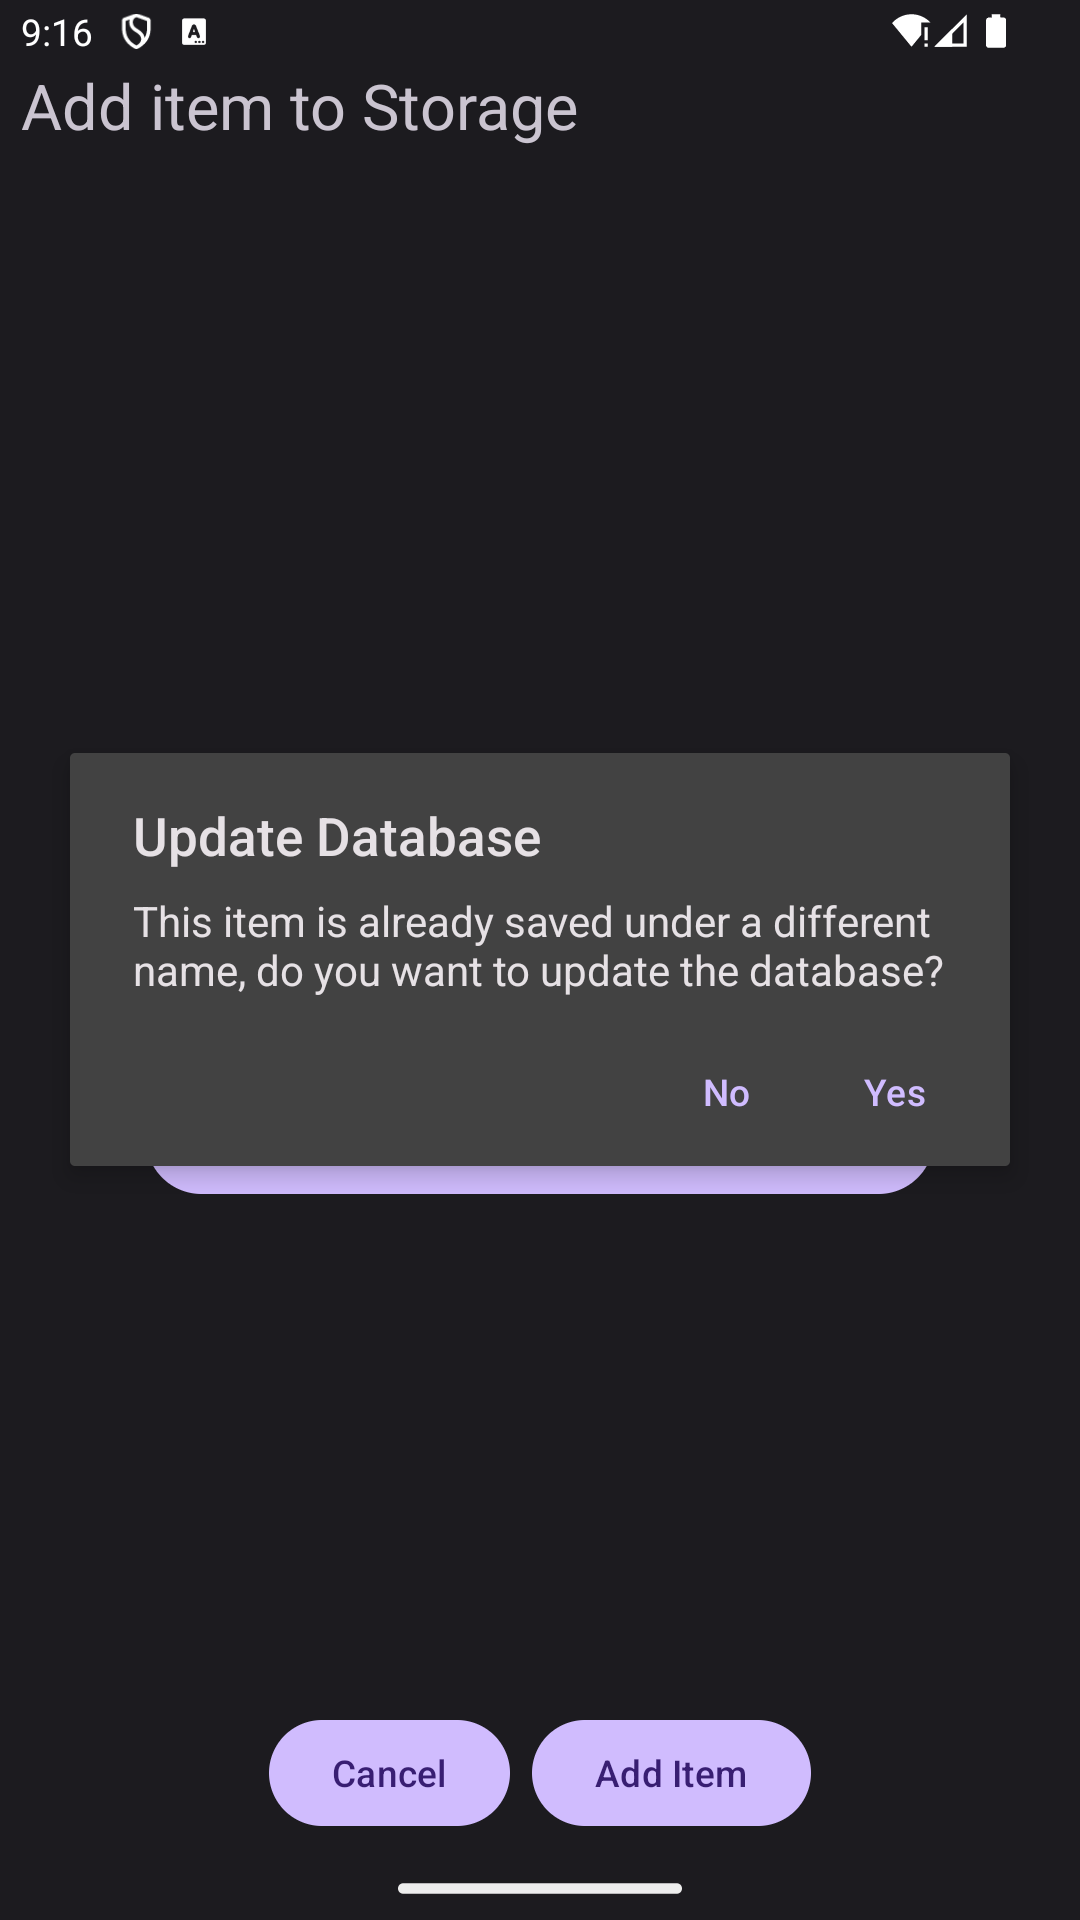 9:16
Add item to Storage
Update Database
This item is already saved under a different
name, do you want to update the database?
No Yes
Cancel Add Item